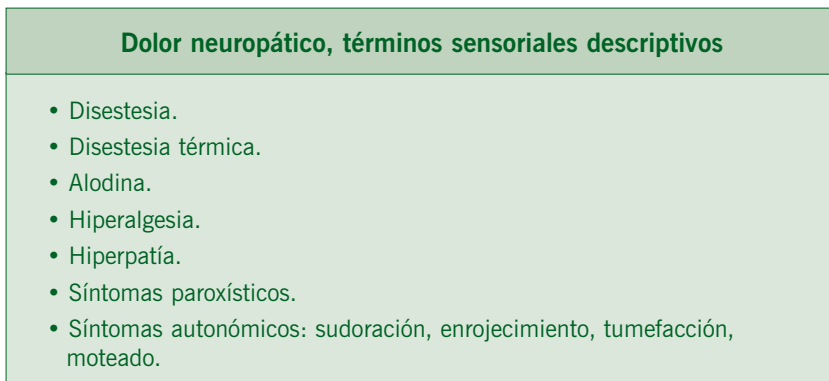 Dolor neuropático, términos sensoriales descriptivos
• Disestesia.
• Disestesia térmica.
• Alodina.
• Hiperalgesia.
• Hiperpatía.
• Síntomas paroxísticos.
• Síntomas autonómicos: sudoración, enrojecimiento, tumefacción,
moteado.